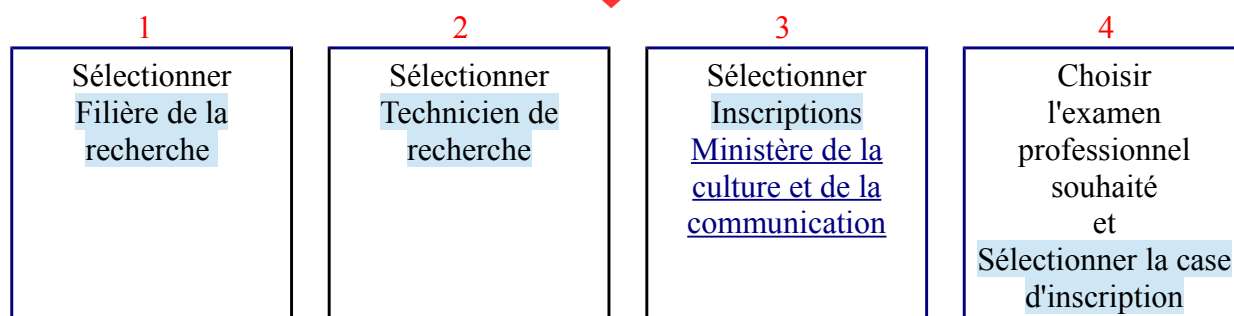 1
Sélectionner
Filière de la
recherche
2
Sélectionner
Technicien de
recherche
3
Sélectionner
Inscriptions
Ministère de la
culture et de la
communication
4
Choisir
l'examen
professionnel
souhaité
et
Sélectionner la case
d'inscription